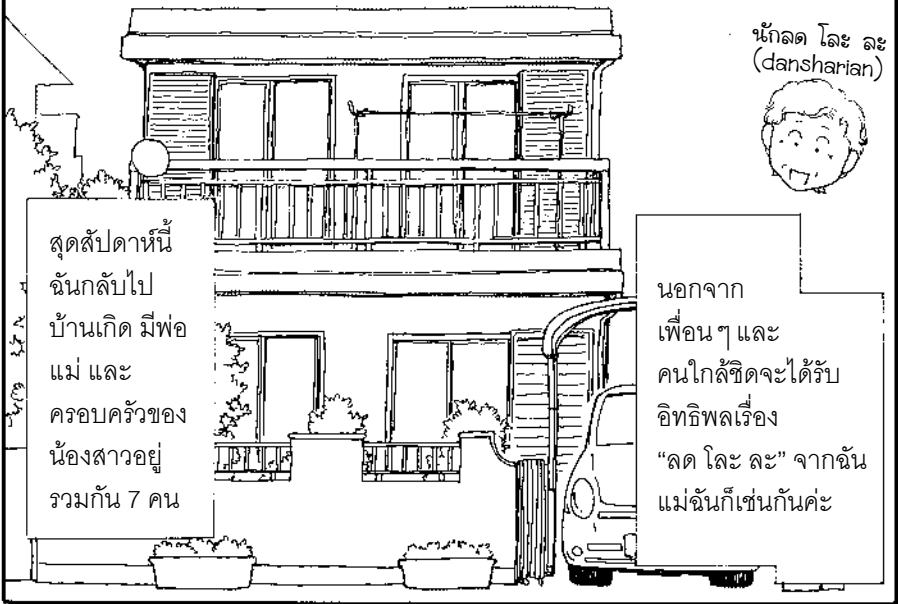 นักลด โละ ละ
(dansharian)
นอกจาก
เพื่อนๆ และ
คนใกล้ชิดจะได้รับ
อิทธิพลเรื่อง
“ลด โละ ละ” จากฉัน
แม่ฉันก็เช่นกันค่ะ
สุดสัปดาห์นี้
ฉันกลับไป
บ้านเกิด มีพ่อ
แม่ และ
ครอบครัวของ
น้องสาวอยู่
รวมกัน 7 คน